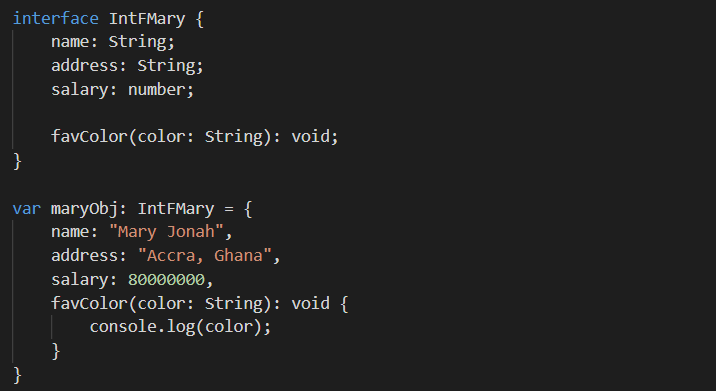 interface IntFMary {
    name: String;
    address: String;
    salary: number;

    favColor(color: String): void;
}

var maryObj: IntFMary = {
    name: "Mary Jonah",
    address: "Accra, Ghana",
    salary: 80000000,
    favColor(color: String): void {
        console.log(color);
    }
}